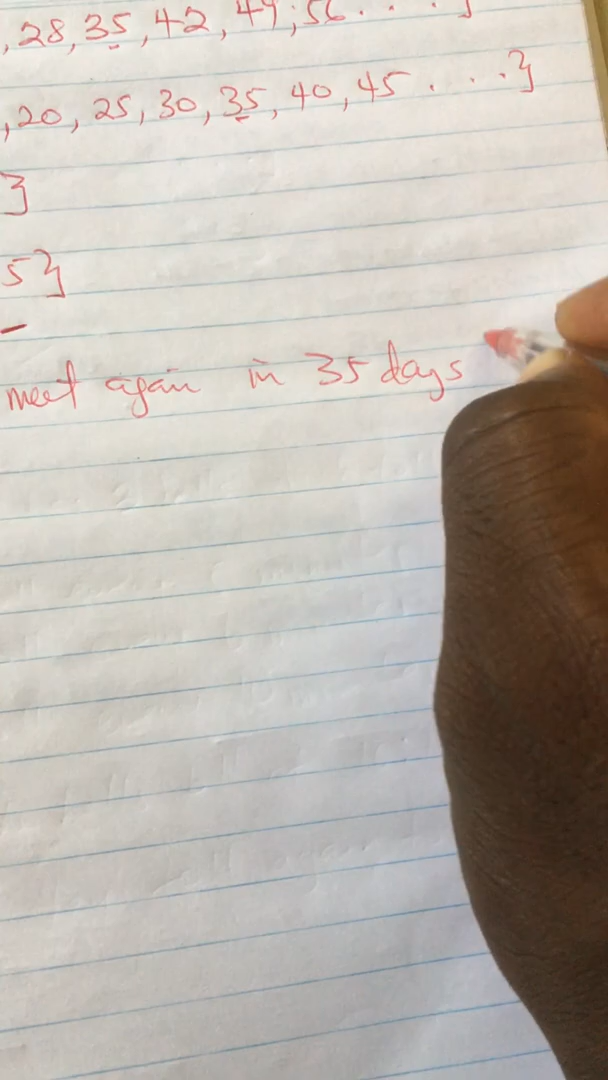 ,28, 35, 42, 49, 56. . . . }
,20, 25, 30, 35, 40, 45 . . . . }
}
5}
meet again in 35 days